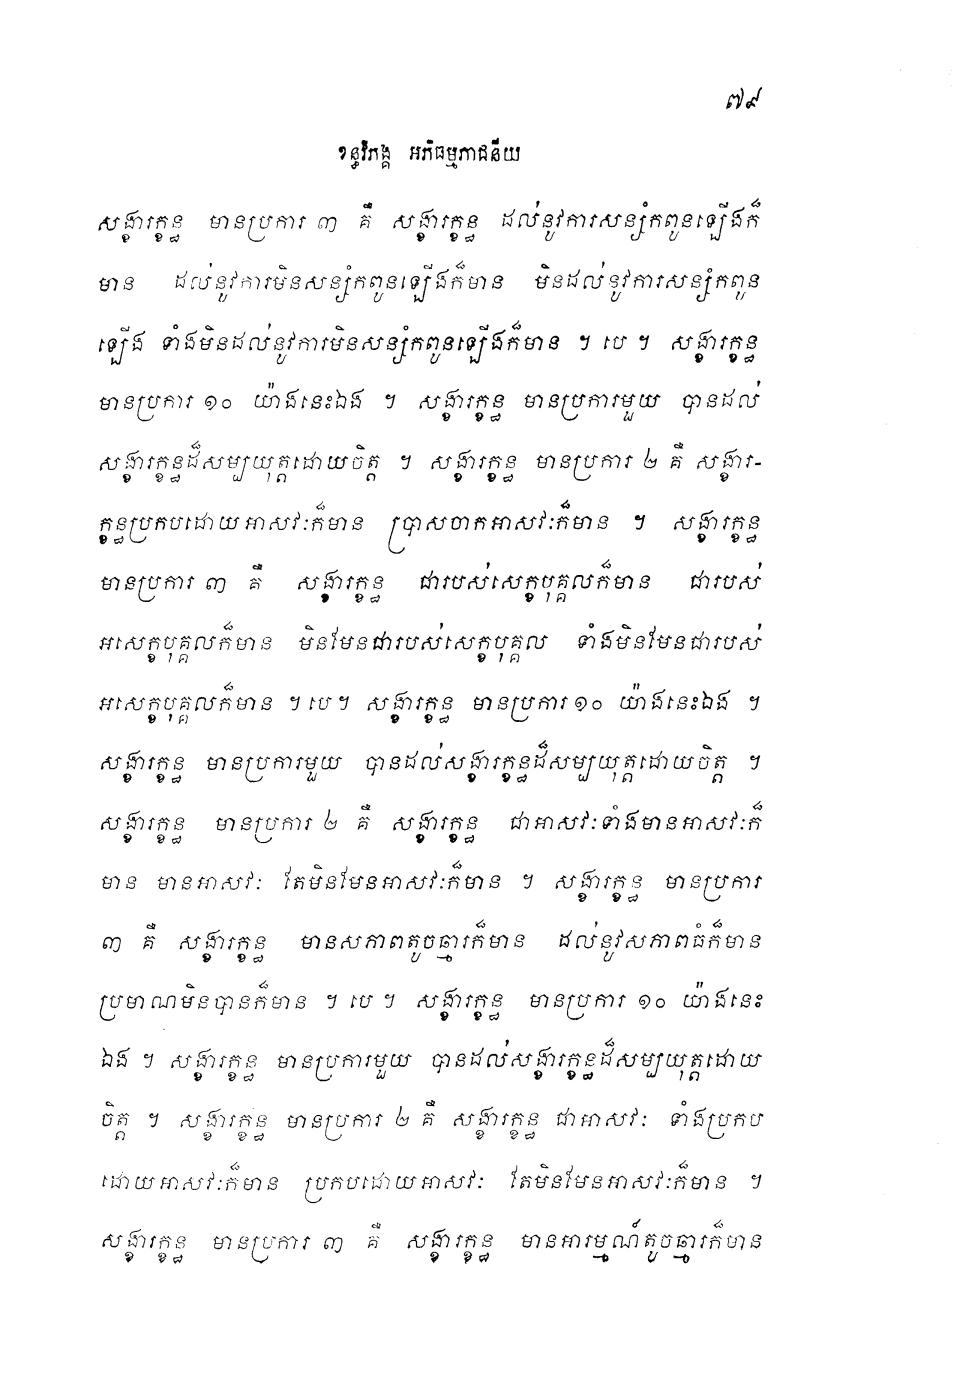 ៧៩
ខន្ធវិភង្គ អភិធម្មភាជនីយ
សង្ខារក្ខន្ធ មានប្រការ ៣ គឺ សង្ខារក្ខន្ធ ដល់នូវការសន្សំកពូនឡើងក៏
មាន ដល់នូវការមិនសន្សំកពូនឡើងក៏មាន មិនដល់នូវការសន្សំកពូន
ឡើង ទាំងមិនដល់នូវការមិនសន្សំកពូនឡើងក៏មាន ។ បេ ។ សង្ខារក្ខន្ធ
មានប្រការ ១០ យ៉ាងនេះឯង ។ សង្ខារក្ខន្ធ មានប្រការមួយ បានដល់
សង្ខារក្ខន្ធដ៏សម្បយុត្តដោយចិត្ត ។ សង្ខារក្ខន្ធ មានប្រការ ២ គឺ សង្ខារ-
ក្ខន្ធប្រកបដោយអាសវៈក៏មាន ប្រាសចាកអាសវៈក៏មាន ។ សង្ខារក្ខន្ធ
មានប្រការ ៣ គឺ សង្ខារក្ខន្ធ ជារបស់សេក្ខបុគ្គលក៏មាន ជារបស់
អសេក្ខបុគ្គលក៏មាន មិនមែនជារបស់សេក្ខបុគ្គល ទាំងមិនមែនជារបស់
អសេក្ខបុគ្គលក៏មាន ។ បេ។ សង្ខារក្ខន្ធ មានប្រការ ១០ យ៉ាងនេះឯង ។
សង្ខារក្ខន្ធ មានប្រការមួយ បានដល់សង្ខារក្ខន្ធដ៏សម្បយុត្តដោយចិត្ត ។
សង្ខារក្ខន្ធ មានប្រការ ២ គឺ សង្ខារក្ខន្ធ ជាអាសវៈទាំងមានអាសវៈក៏
មាន មានអាសវៈ តែមិនមែនអាសវៈក៏មាន ។ សង្ខារក្ខន្ធ មានប្រការ
៣ គឺ សង្ខារក្ខន្ធ មានសភាពតូចឆ្មារក៏មាន ដល់នូវសភាពធំក៏មាន
ប្រមាណមិនបានក៏មាន ។ បេ ។ សង្ខារក្ខន្ធ មានប្រការ ១០ យ៉ាងនេះ
ឯង ។ សង្ខារក្ខន្ធ មានប្រការមួយ បានដល់សង្ខារក្ខន្ធដ៏សម្បយុត្តដោយ
ចិត្ត ។ សង្ខារក្ខន្ធ មានប្រការ ២ គឺ សង្ខារក្ខន្ធ ជាអាសវៈ ទាំងប្រកប
ដោយអាសវៈក៏មាន ប្រកបដោយអាសវៈ តែមិនមែនអាសវៈក៏មាន ។
សង្ខារក្ខន្ធ មានប្រការ ៣ គឺ សង្ខារក្ខន្ធ មានអារម្មណ៍តូចឆ្មារក៏មាន